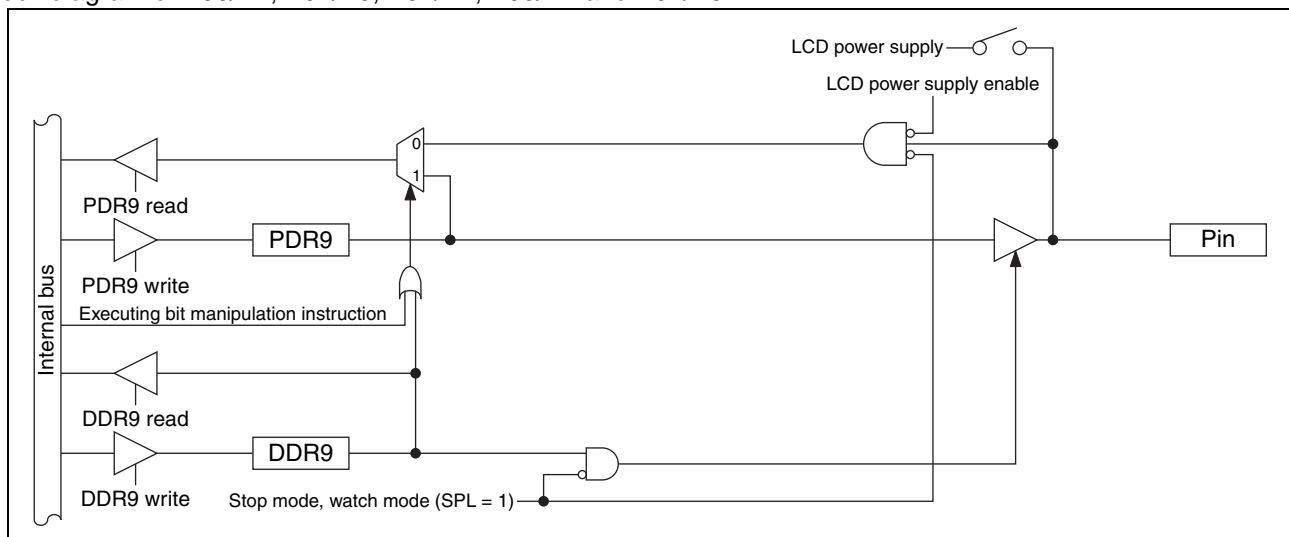 LCD power supply
LCD power supply enable
0
1
PDR9 read
PDR9
Pin
PDR9 write
Internal bus
Executing bit manipulation instruction
DDR9 read
DDR9
DDR9 write
Stop mode, watch mode (SPL = 1)